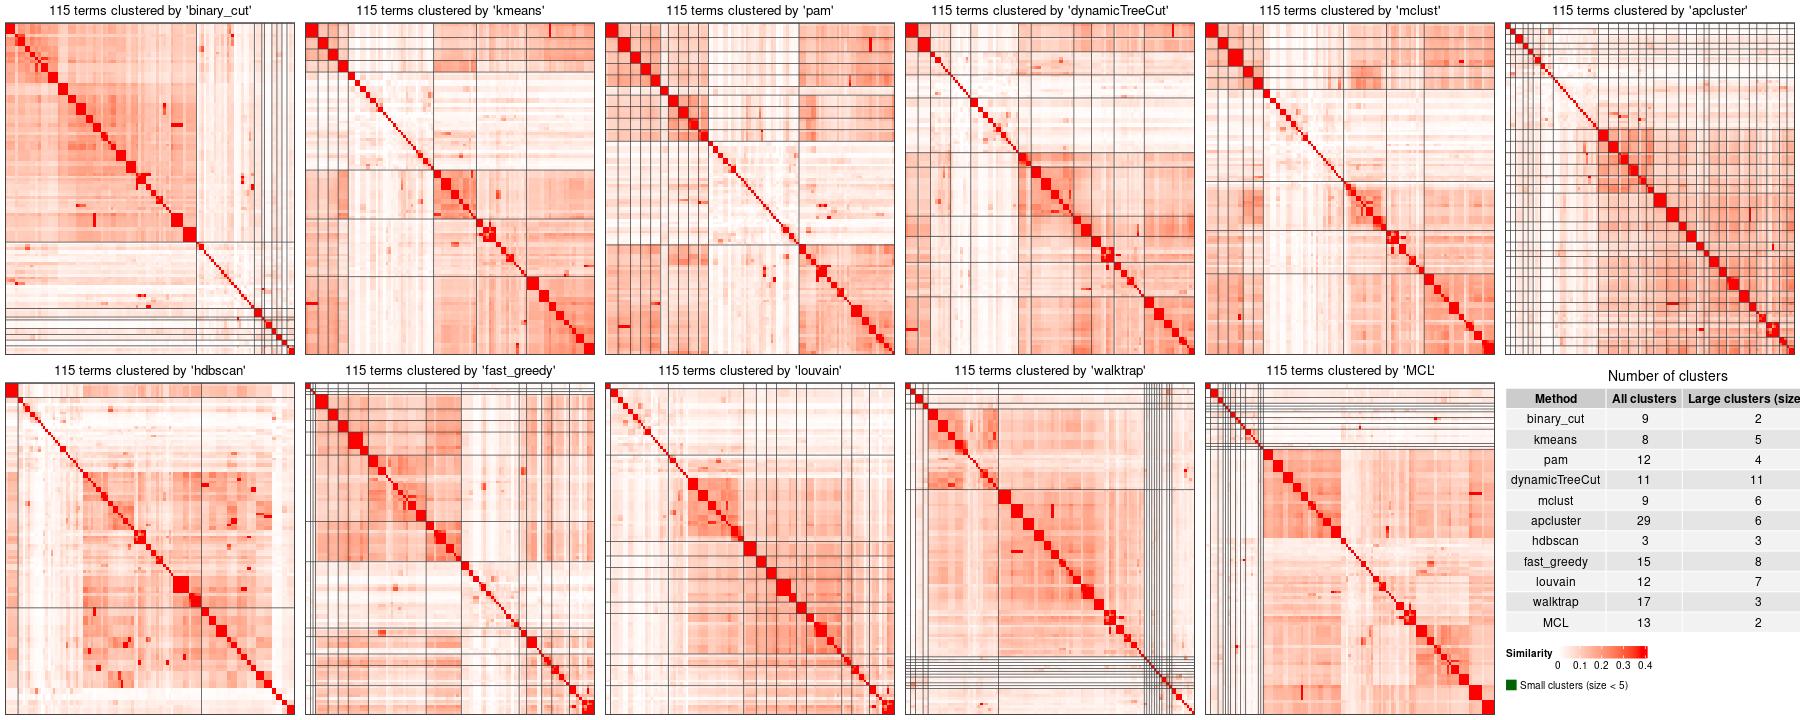 115 terms clustered by 'binary_cut'
115 terms clustered by 'kmeans'
115 terms clustered by 'pam'
115 terms clustered by 'dynamicTreeCut'
115 terms clustered by 'mclust'
115 terms clustered by 'apcluster'
115 terms clustered by 'hdbscan'
115 terms clustered by 'fast_greedy'
115 terms clustered by 'louvain'
115 terms clustered by 'walktrap'
115 terms clustered by 'MCL'
Number of clusters
Method All clusters Large clusters (size
binary_cut 9 2
kmeans 8 5
pam 12 4
dynamicTreeCut 11 11
mclust 9 6
apcluster 29 6
hdbscan 3 3
fast_greedy 15 8
louvain 12 7
walktrap 17 3
MCL 13 2
Similarity
0 0.1 0.2 0.3 0.4
Small clusters (size < 5)